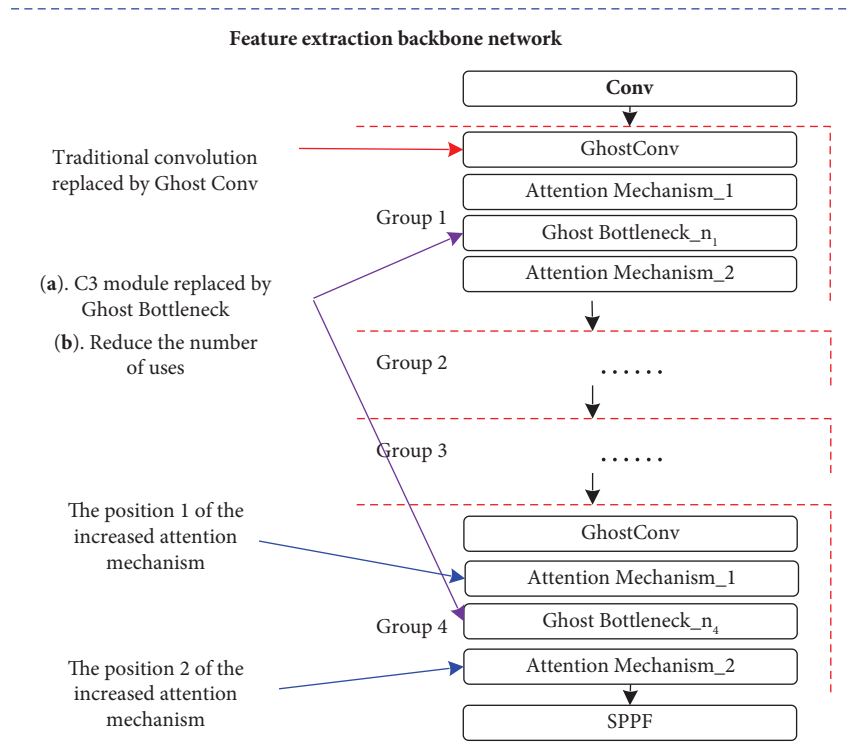 Feature extraction backbone network
Conv
Traditional convolution
replaced by Ghost Conv
GhostConv
Attention Mechanism_1
Group 1
Ghost Bottleneck_n₁
Attention Mechanism_2
(a). C3 module replaced by
Ghost Bottleneck
(b). Reduce the number
of uses
Group 2
......
Group 3
......
The position 1 of the
increased attention
mechanism
GhostConv
Attention Mechanism_1
Group 4
Ghost Bottleneck_n₄
Attention Mechanism_2
The position 2 of the
increased attention
mechanism
SPPF